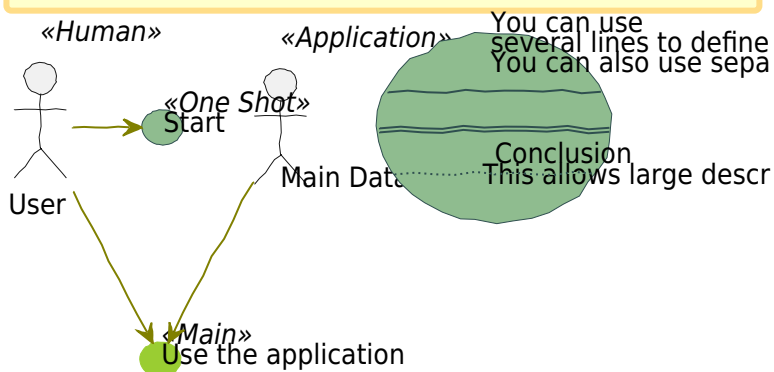 «Human»
«Application»
You can use
several lines to define
You can also use sepa
«One Shot»
Start
Conclusion
This allows large descr
Main Data
User
«Main»
Use the application